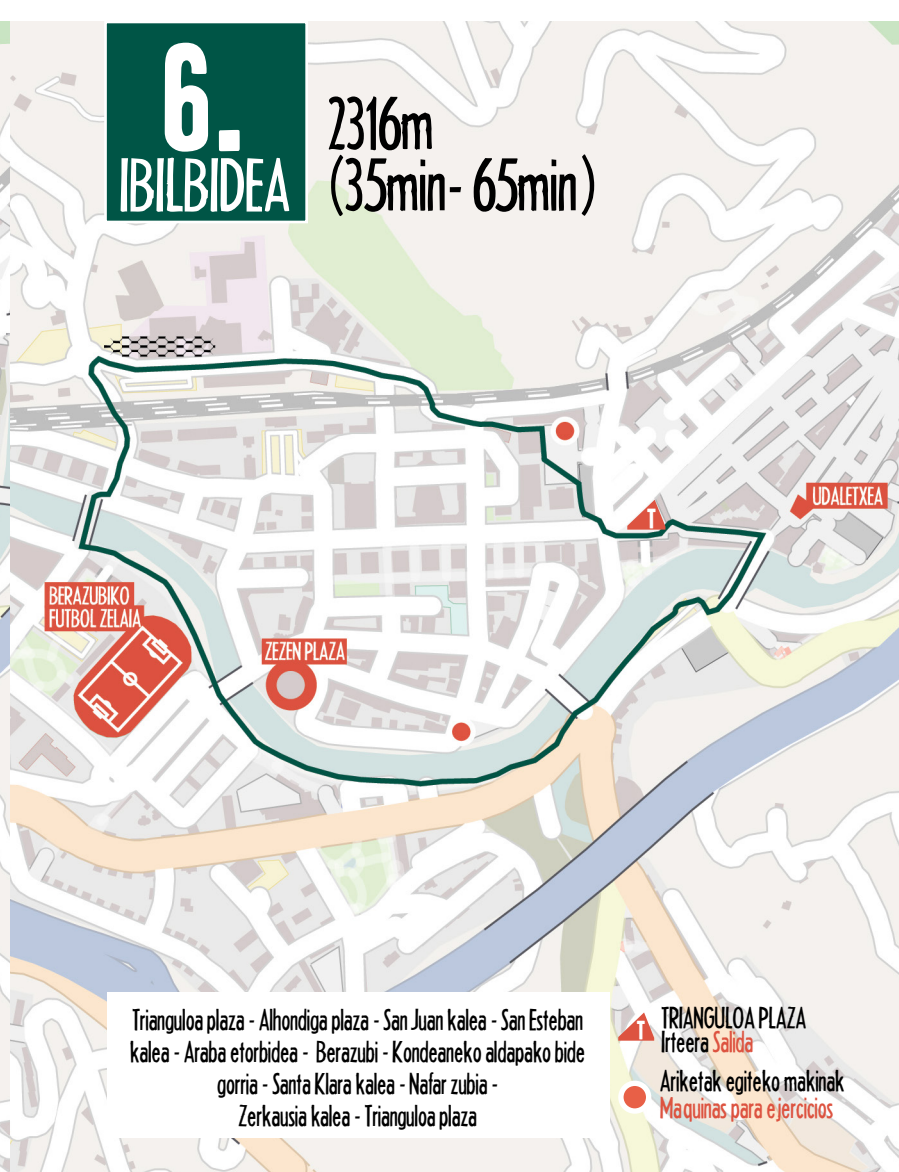 6.
IBILBIDEA
2316m
(35min- 65min)
UDALETXEA
T
BERAZUBIKO
FUTBOL ZELAIA
ZEZEN PLAZA
Trianguloa plaza - Alhondiga plaza - San Juan kalea - San Esteban
kalea - Araba etorbidea - Berazubi - Kondeaneko aldapako bide
gorria - Santa Klara kalea - Nafar zubia -
Zerkausia kalea - Trianguloa plaza
T
TRIANGULOA PLAZA
Irteera Salida
Ariketak egiteko makinak
Maquinas para ejercicios